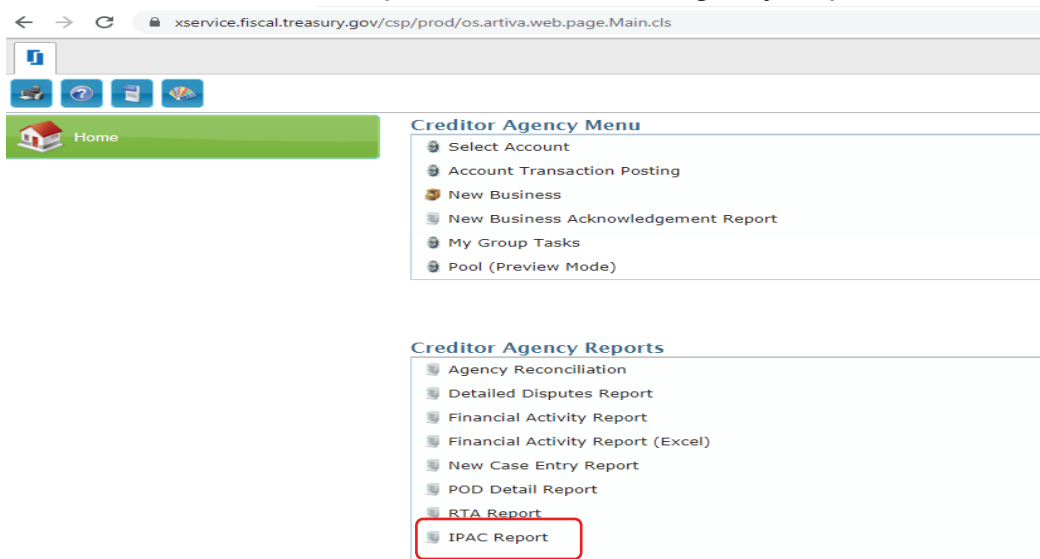 xservice.fiscal.treasury.gov/csp/prod/os.artiva.web.page.Main.cls
Home
Creditor Agency Menu
Select Account
Account Transaction Posting
New Business
New Business Acknowledgement Report
My Group Tasks
Pool (Preview Mode)
Creditor Agency Reports
Agency Reconciliation
Detailed Disputes Report
Financial Activity Report
Financial Activity Report (Excel)
New Case Entry Report
POD Detail Report
RTA Report
IPAC Report